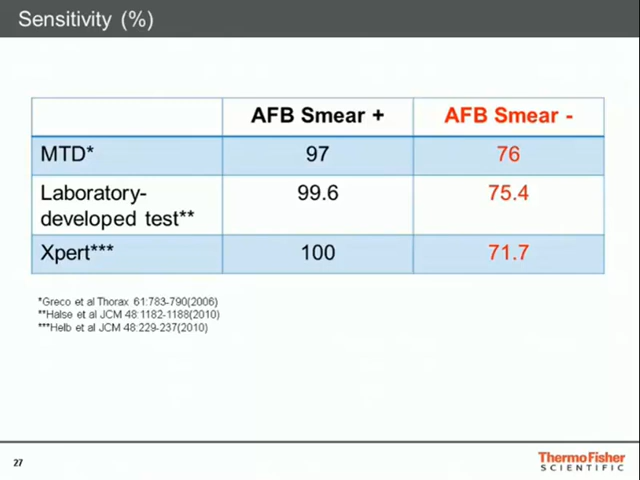 Sensitivity (%)
AFB Smear + AFB Smear -
MTD* 97 76
Laboratory-
developed test** 99.6 75.4
Xpert*** 100 71.7
*Greco et al Thorax 61:783-790(2006)
**Halse et al JCM 48:1182-1188(2010)
***Helb et al JCM 48:229-237(2010)
27
ThermoFisher
SCIENTIFIC